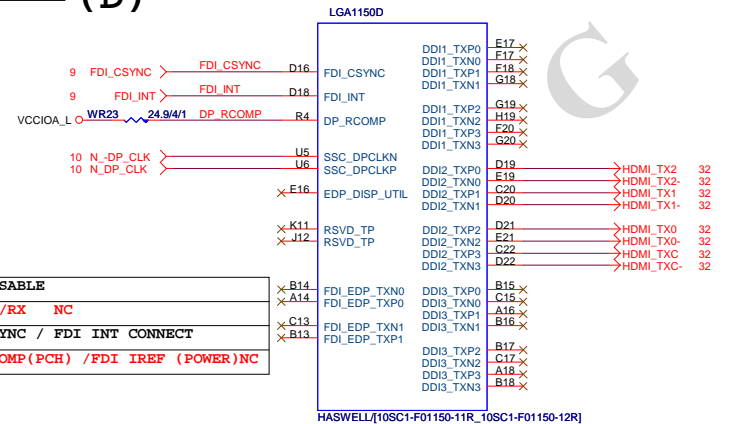 (D)
LGA1150D
9 FDI_CSYNC FDI_CSYNC D16 FDI_CSYNC
9 FDI_INT FDI_INT D18 FDI_INT
VCCIOA_L WR23 24.9/4/1 DP_RCOMP R4 DP_RCOMP
10 N_-DP_CLK U5 SSC_DPCLKN
10 N_DP_CLK U6 SSC_DPCLKP
E16 EDP_DISP_UTIL
K11 RSVD_TP
J12 RSVD_TP
B14 FDI_EDP_TXN0
A14 FDI_EDP_TXP0
C13 FDI_EDP_TXN1
B13 FDI_EDP_TXP1
DDI1_TXP0 E17
DDI1_TXN0 F17
DDI1_TXP1 F18
DDI1_TXN1 G18
DDI1_TXP2 G19
DDI1_TXN2 H19
DDI1_TXP3 F20
DDI1_TXN3 G20
DDI2_TXP0 D19 HDMI_TX2 32
DDI2_TXN0 E19 HDMI_TX2- 32
DDI2_TXP1 C20 HDMI_TX1 32
DDI2_TXN1 D20 HDMI_TX1- 32
DDI2_TXP2 D21 HDMI_TX0 32
DDI2_TXN2 E21 HDMI_TX0- 32
DDI2_TXP3 C22 HDMI_TXC 32
DDI2_TXN3 D22 HDMI_TXC- 32
DDI3_TXP0 B15
DDI3_TXN0 C15
DDI3_TXP1 A16
DDI3_TXN1 B16
DDI3_TXP2 B17
DDI3_TXN2 C17
DDI3_TXP3 A18
DDI3_TXN3 B18
SABLE
/RX NC
YNC / FDI INT CONNECT
OMP(PCH) /FDI IREF (POWER)NC
HASWELL/[10SC1-F01150-11R_10SC1-F01150-12R]
G